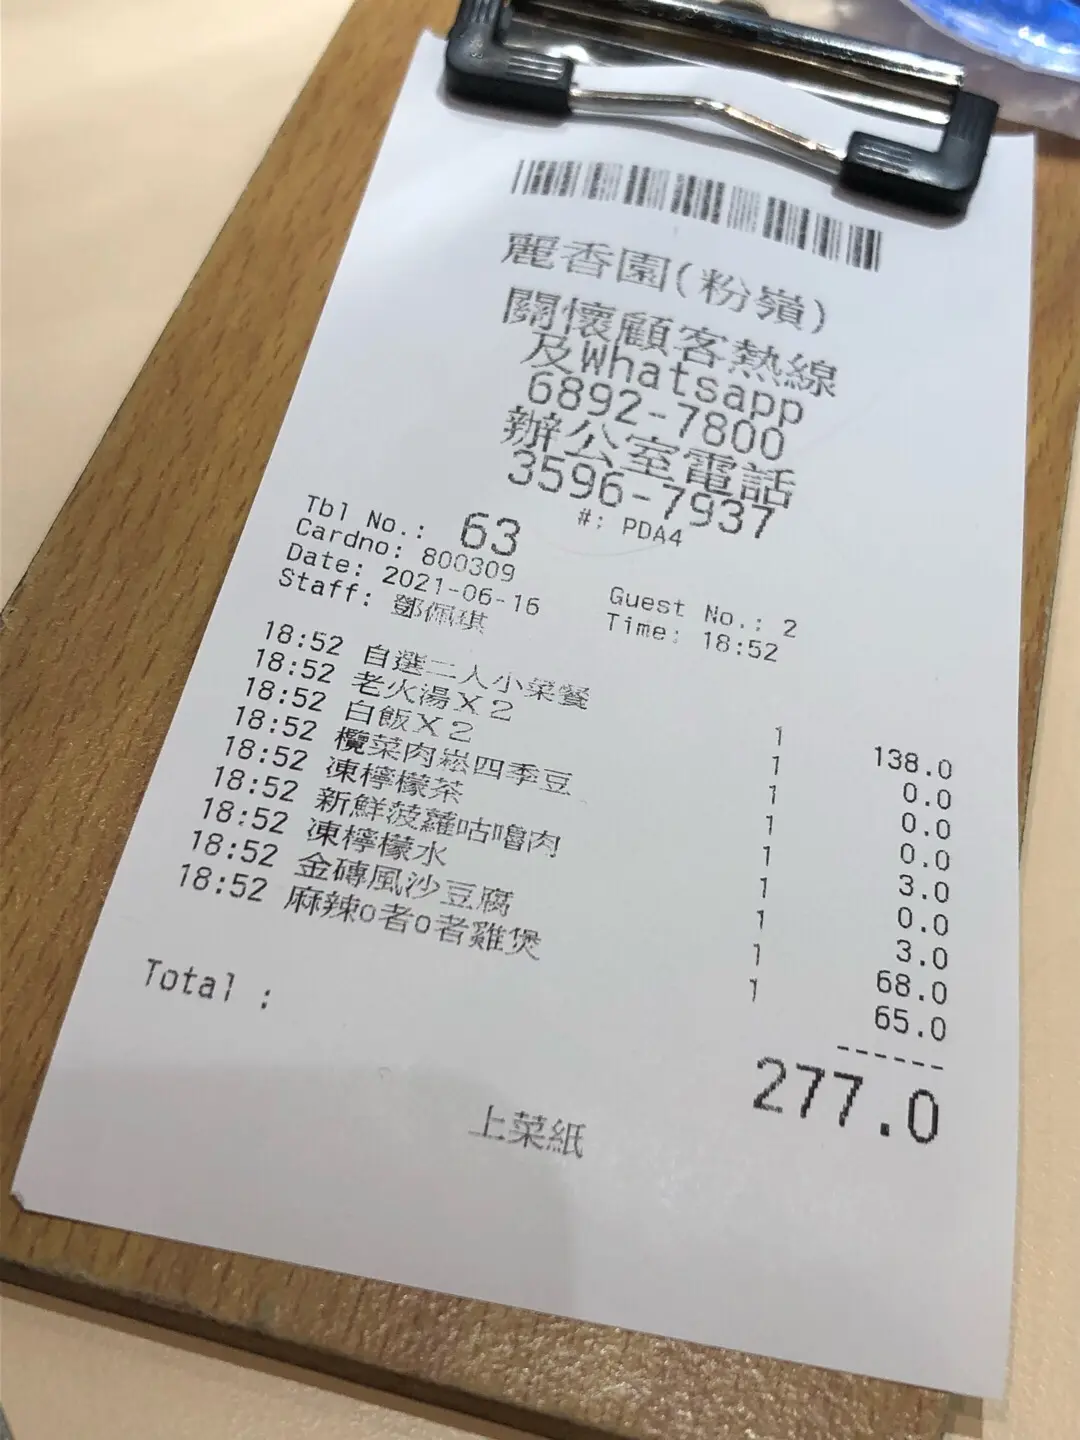 麗香園(粉嶺)
關懷顧客熱線
及Whatsapp
6892-7800
辦公室電話
3596-7937
#: PDA4
Tbl No.: 63
Cardno: 800309 Guest No.: 2
Date: 2021-06-16 Time: 18:52
Staff: 鄧佩琪
18:52 自選二人小菜餐 1 138.0
18:52 老火湯X2 1 0.0
18:52 白飯X2 1 0.0
18:52 欖菜肉崧四季豆 1 0.0
18:52 凍檸檬茶 1 3.0
18:52 新鮮菠蘿咕嚕肉 1 0.0
18:52 凍檸檬水 1 3.0
18:52 金磚風沙豆腐 1 68.0
18:52 麻辣o者o者雞煲 1 65.0
------
Total : 277.0
上菜紙